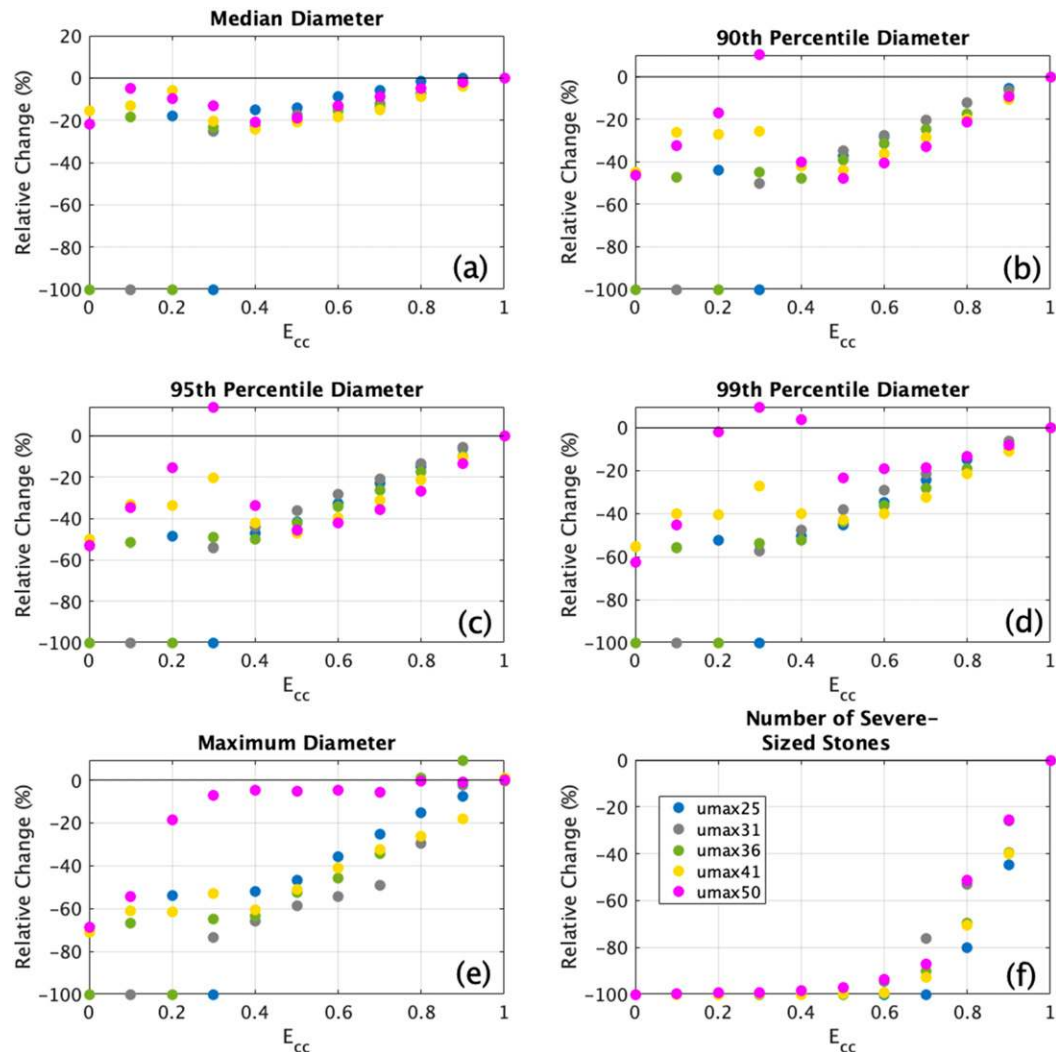 Median Diameter
20
0
−20
−40
−60
−80
−100
Relative Change (%)
0 0.2 0.4 0.6 0.8 1
E_cc
(a)
90th Percentile Diameter
0
−20
−40
−60
−80
−100
Relative Change (%)
0 0.2 0.4 0.6 0.8 1
E_cc
(b)
95th Percentile Diameter
0
−20
−40
−60
−80
−100
Relative Change (%)
0 0.2 0.4 0.6 0.8 1
E_cc
(c)
99th Percentile Diameter
0
−20
−40
−60
−80
−100
Relative Change (%)
0 0.2 0.4 0.6 0.8 1
E_cc
(d)
Maximum Diameter
0
−20
−40
−60
−80
−100
Relative Change (%)
0 0.2 0.4 0.6 0.8 1
E_cc
(e)
Number of Severe-
Sized Stones
0
−20
−40
−60
−80
−100
Relative Change (%)
umax25
umax31
umax36
umax41
umax50
0 0.2 0.4 0.6 0.8 1
E_cc
(f)